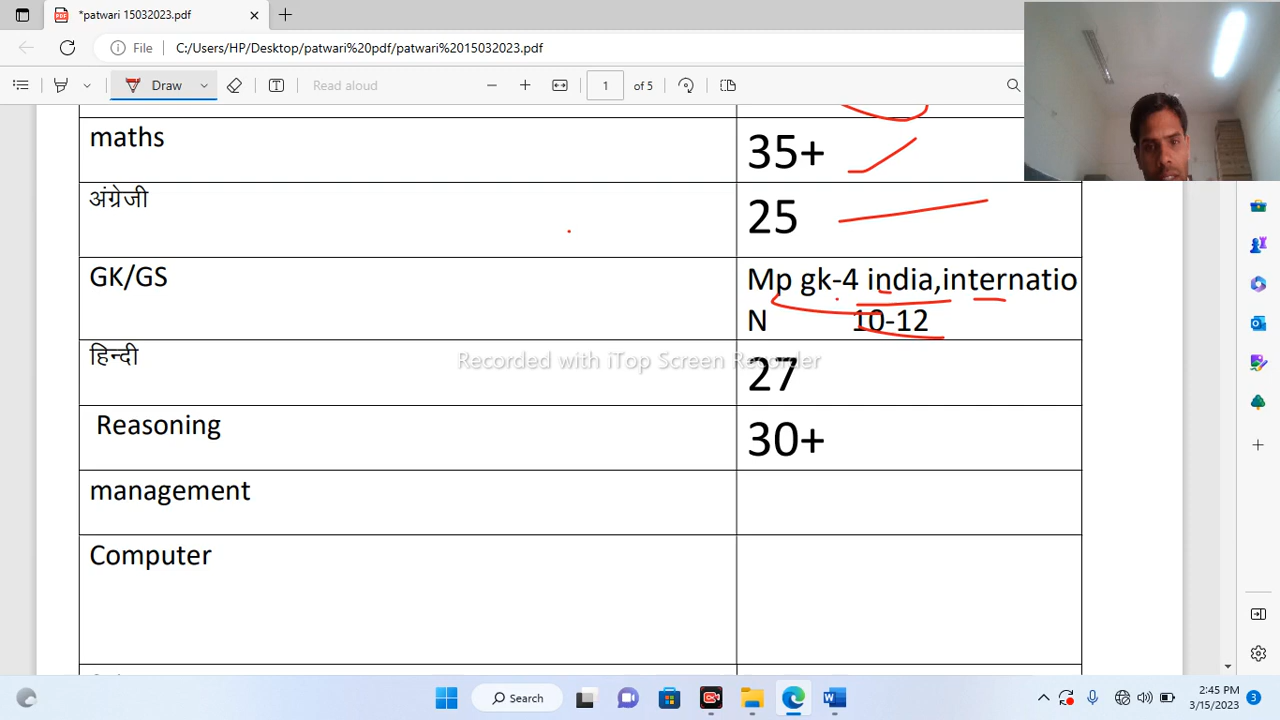 *patwari 15032023.pdf
File C:/Users/HP/Desktop/patwari%20pdf/patwari%2015032023.pdf
Draw Read aloud 1 of 5
maths 35+
अंग्रेजी 25
GK/GS Mp gk-4 india,internatio
N 10-12
Recorded with iTop Screen Recorder
हिन्दी 27
Reasoning 30+
management
Computer
Search
2:45 PM
3/15/2023 3